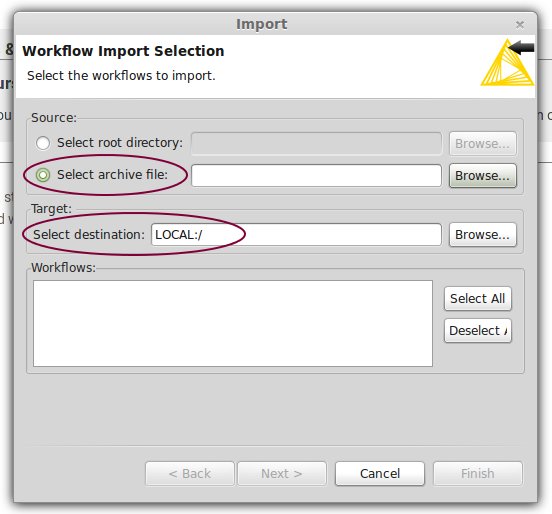 Import
Workflow Import Selection
Select the workflows to import.
Source:
Select root directory:
Browse...
Select archive file:
Browse...
Target:
Select destination: LOCAL:/
Browse...
Workflows:
Select All
Deselect A
< Back
Next >
Cancel
Finish